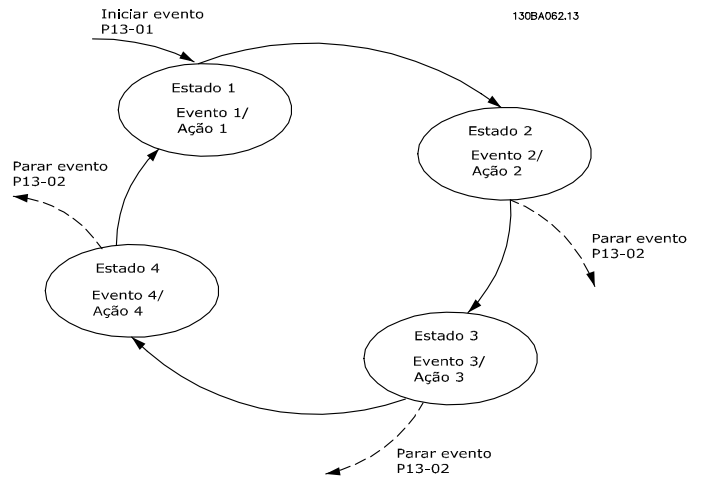 Iniciar evento
P13-01
130BA062.13
Estado 1
Evento 1/
Ação 1
Estado 2
Evento 2/
Ação 2
Parar evento
P13-02
Parar evento
P13-02
Estado 4
Evento 4/
Ação 4
Estado 3
Evento 3/
Ação 3
Parar evento
P13-02